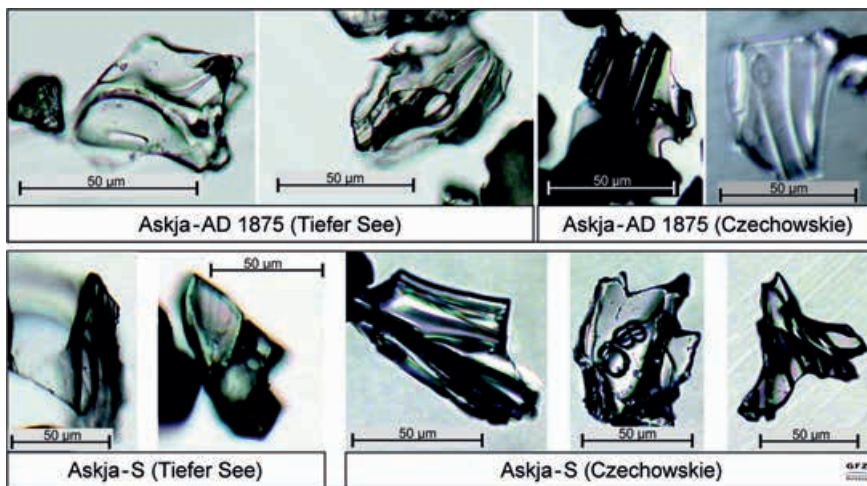 50 µm
50 µm
50 µm
50 µm
Askja-AD 1875 (Tiefer See)
Askja-AD 1875 (Czechowskie)
50 µm
50 µm
50 µm
50 µm
50 µm
Askja-S (Tiefer See)
Askja-S (Czechowskie)
GFZ